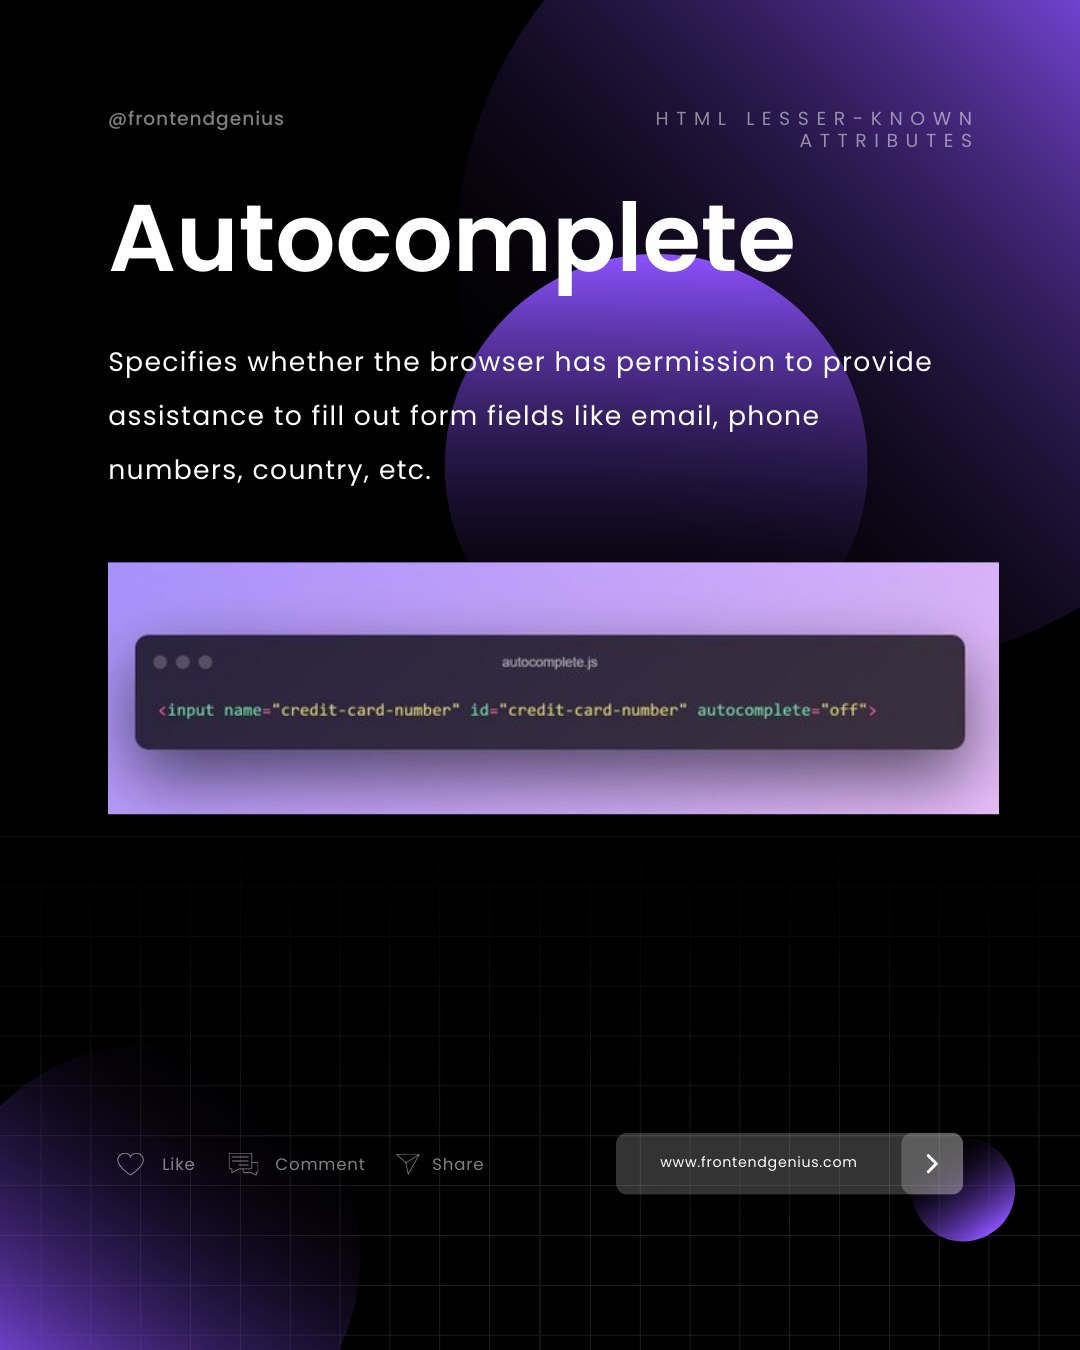 @frontendgenius
HTML LESSER-KNOWN
ATTRIBUTES
Autocomplete
Specifies whether the browser has permission to provide
assistance to fill out form fields like email, phone
numbers, country, etc.
autocomplete.js
<input name="credit-card-number" id="credit-card-number" autocomplete="off">
Like Comment Share
www.frontendgenius.com